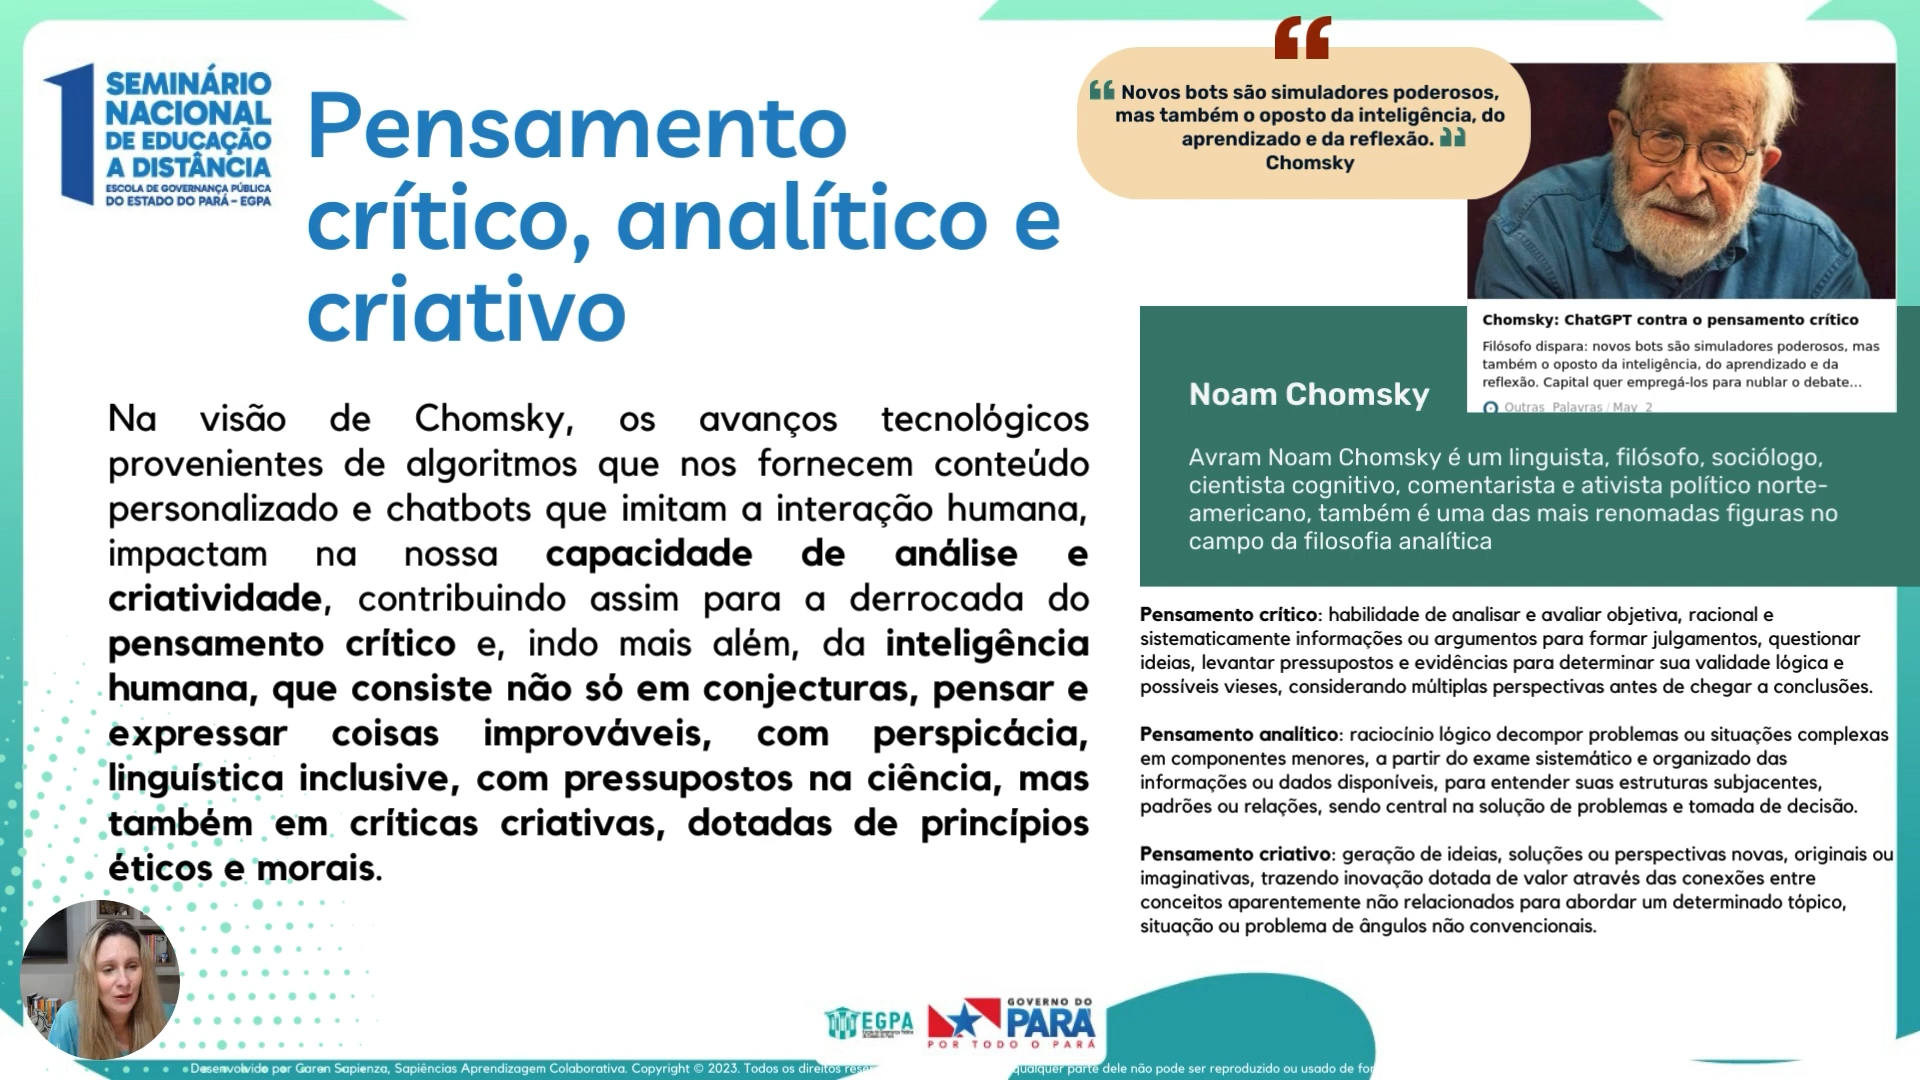 SEMINÁRIO
NACIONAL
DE EDUCAÇÃO
A DISTÂNCIA
ESCOLA DE GOVERNANÇA PÚBLICA
DO ESTADO DO PARÁ – EGPA
Pensamento
crítico, analítico e
criativo
Na visão de Chomsky, os avanços tecnológicos
provenientes de algoritmos que nos fornecem conteúdo
personalizado e chatbots que imitam a interação humana,
impactam na nossa capacidade de análise e
criatividade, contribuindo assim para a derrocada do
pensamento crítico e, indo mais além, da inteligência
humana, que consiste não só em conjecturas, pensar e
expressar coisas improváveis, com perspicácia,
linguística inclusive, com pressupostos na ciência, mas
também em críticas criativas, dotadas de princípios
éticos e morais.
“
“ Novos bots são simuladores poderosos,
mas também o oposto da inteligência, do
aprendizado e da reflexão. ”
Chomsky
Chomsky: ChatGPT contra o pensamento crítico
Filósofo dispara: novos bots são simuladores poderosos, mas
também o oposto da inteligência, do aprendizado e da
reflexão. Capital quer empregá-los para nublar o debate...
Outras Palavras / May 2
Noam Chomsky
Avram Noam Chomsky é um linguista, filósofo, sociólogo,
cientista cognitivo, comentarista e ativista político norte-
americano, também é uma das mais renomadas figuras no
campo da filosofia analítica
Pensamento crítico: habilidade de analisar e avaliar objetiva, racional e
sistematicamente informações ou argumentos para formar julgamentos, questionar
ideias, levantar pressupostos e evidências para determinar sua validade lógica e
possíveis vieses, considerando múltiplas perspectivas antes de chegar a conclusões.
Pensamento analítico: raciocínio lógico decompor problemas ou situações complexas
em componentes menores, a partir do exame sistemático e organizado das
informações ou dados disponíveis, para entender suas estruturas subjacentes,
padrões ou relações, sendo central na solução de problemas e tomada de decisão.
Pensamento criativo: geração de ideias, soluções ou perspectivas novas, originais ou
imaginativas, trazendo inovação dotada de valor através das conexões entre
conceitos aparentemente não relacionados para abordar um determinado tópico,
situação ou problema de ângulos não convencionais.
EGPA
GOVERNO DO
PARÁ
POR TODO O PARÁ
Desenvolvido por Caren Sapienza, Sapiências Aprendizagem Colaborativa. Copyright © 2023. Todos os direitos qualquer parte dele não pode ser reproduzido ou usado de